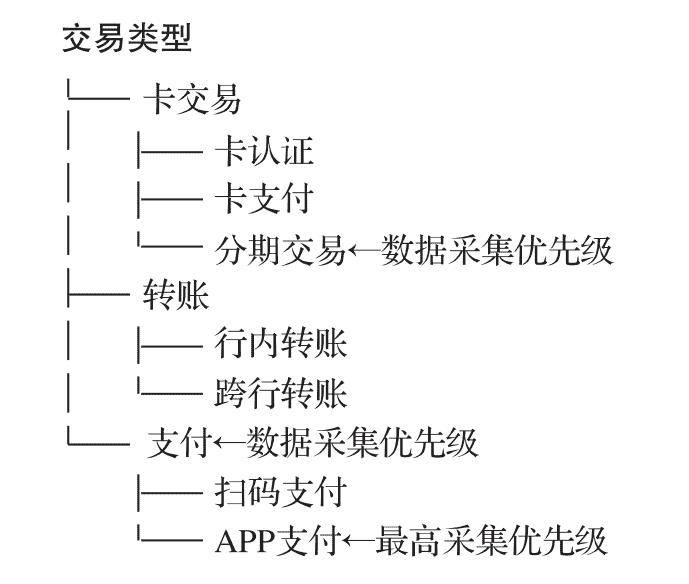 交易类型
卡交易
卡认证
卡支付
分期交易←数据采集优先级
转账
行内转账
跨行转账
支付←数据采集优先级
扫码支付
APP支付←最高采集优先级